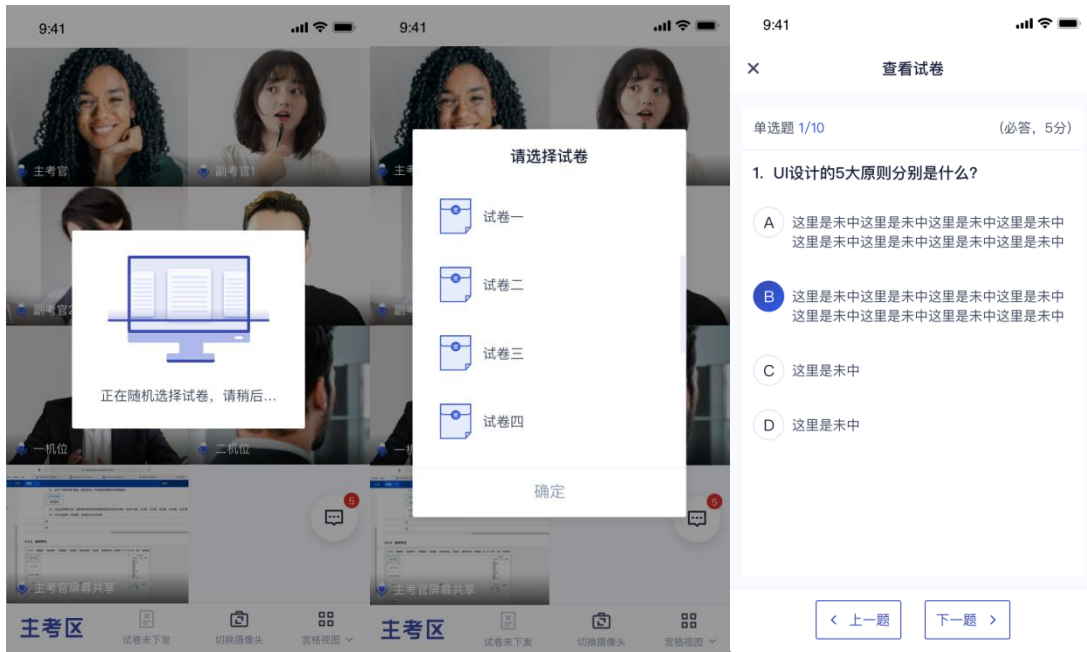 9:41
主考官
副考官1
副考官2
正在随机选择试卷，请稍后...
一机位
二机位
5
主考官屏幕共享
主考区
试卷未下发
切换摄像头
宫格视图
9:41
请选择试卷
试卷一
试卷二
试卷三
试卷四
确定
5
主考官屏幕共享
主考区
试卷未下发
切换摄像头
宫格视图
9:41
查看试卷
单选题 1/10
(必答，5分)
1. UI设计的5大原则分别是什么?
A 这里是未中这里是未中这里是未中这里是未中
这里是未中这里是未中这里是未中这里是未中
B 这里是未中这里是未中这里是未中这里是未中
这里是未中这里是未中这里是未中这里是未中
C 这里是未中
D 这里是未中
上一题
下一题